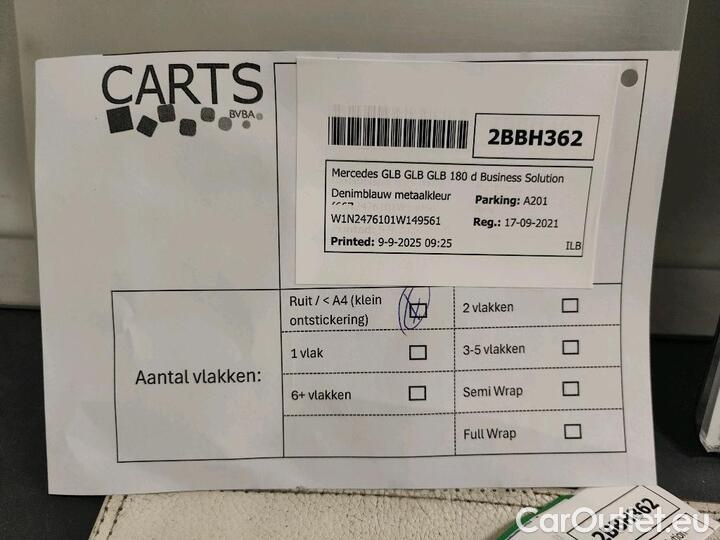 CARTS
BVBA
2BBH362
Mercedes GLB GLB GLB 180 d Business Solution
Denimblauw metaalkleur
Parking: A201
W1N2476101W149561
Reg.: 17-09-2021
Printed: 9-9-2025 09:25
ILB
Aantal vlakken:
Ruit / < A4 (klein
ontstickering)
2 vlakken
1 vlak
3-5 vlakken
6+ vlakken
Semi Wrap
Full Wrap
2BBH362
CarOutlet.eu